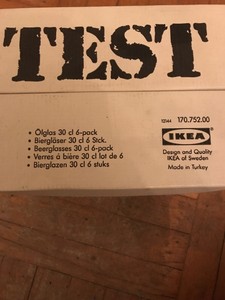 TEST
• Ölglas 30 cl 6-pack
• Biergläser 30 cl 6 Stck.
• Beerglasses 30 cl 6-pack
• Verres á bière 30 cl lot de 6
• Bierglazen 30 cl 6 stuks
12144 170.752.00
IKEA
Design and Quality
IKEA of Sweden
Made in Turkey